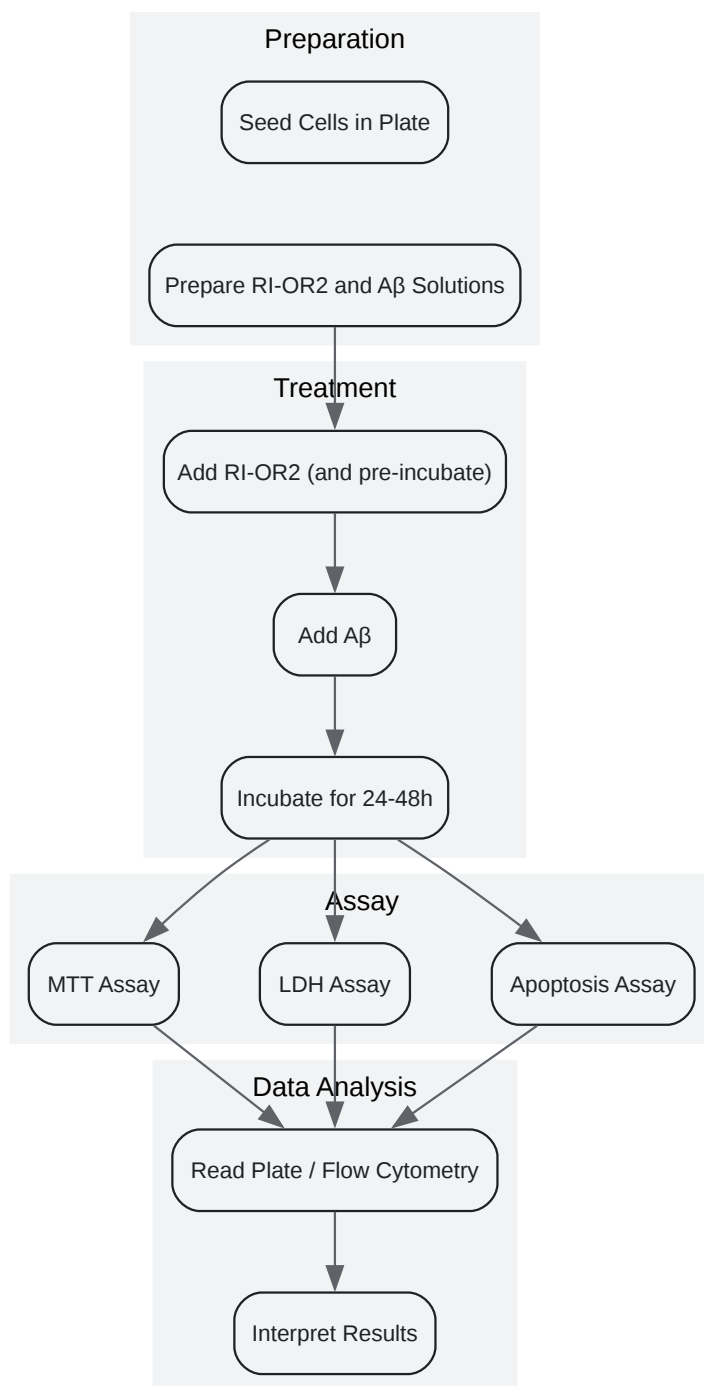 Preparation
Seed Cells in Plate
Prepare RI-OR2 and Aβ Solutions
Treatment
Add RI-OR2 (and pre-incubate)
Add Aβ
Incubate for 24-48h
Assay
MTT Assay
LDH Assay
Apoptosis Assay
Data Analysis
Read Plate / Flow Cytometry
Interpret Results